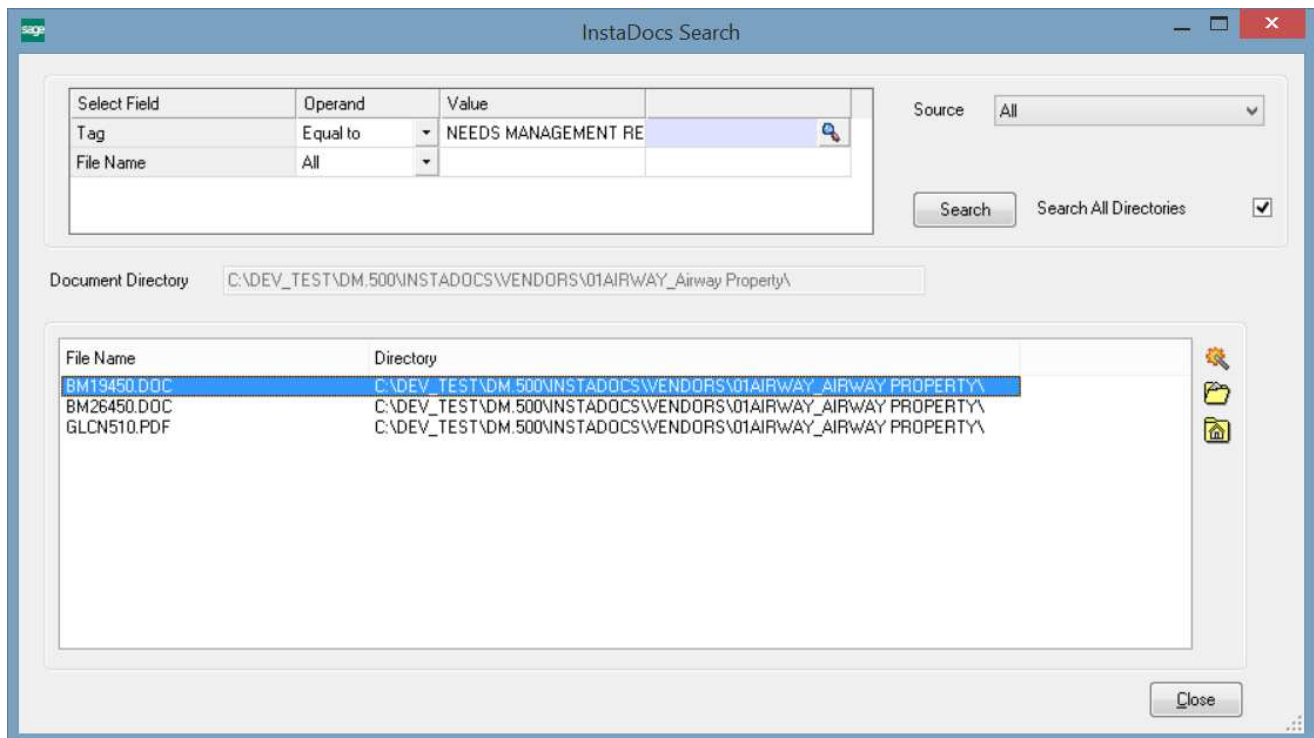 sage
InstaDocs Search
Select Field Operand Value
Tag Equal to NEEDS MANAGEMENT RE
File Name All
Source All
Search Search All Directories
Document Directory C:\DEV_TEST\DM.500\INSTADOCS\VENDORS\01AIRWAY_Airway Property\
File Name Directory
BM19450.DOC C:\DEV_TEST\DM.500\INSTADOCS\VENDORS\01AIRWAY_AIRWAY PROPERTY\
BM26450.DOC C:\DEV_TEST\DM.500\INSTADOCS\VENDORS\01AIRWAY_AIRWAY PROPERTY\
GLCN510.PDF C:\DEV_TEST\DM.500\INSTADOCS\VENDORS\01AIRWAY_AIRWAY PROPERTY\
Close